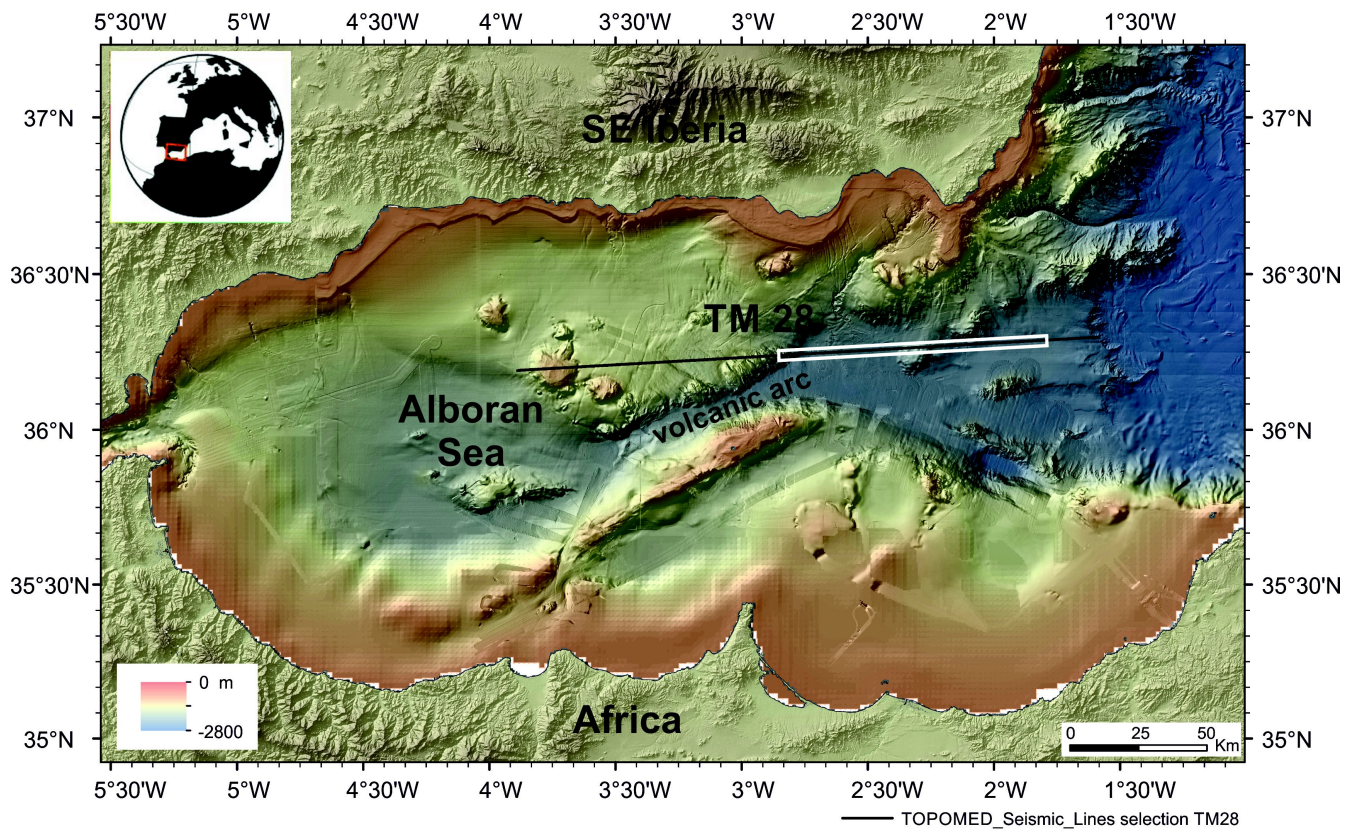 5°30'W 5°W 4°30'W 4°W 3°30'W 3°W 2°30'W 2°W 1°30'W
37°N
37°N
SE Iberia
36°30'N
36°30'N
TM 28
volcanic arc
Alboran
Sea
36°N
36°N
35°30'N
35°30'N
0 m
-2800
Africa
0 25 50
Km
35°N
35°N
5°30'W 5°W 4°30'W 4°W 3°30'W 3°W 2°30'W 2°W 1°30'W
TOPOMED_Seismic_Lines selection TM28